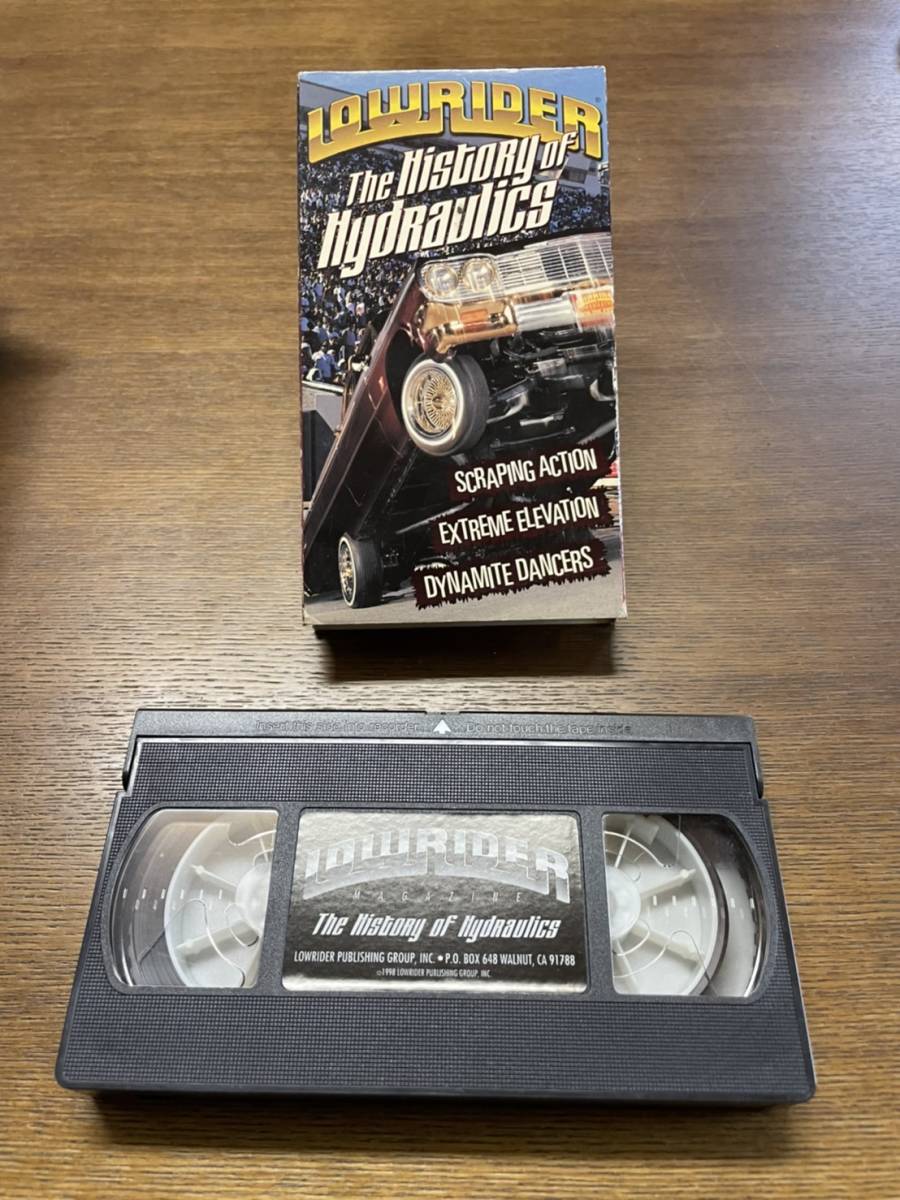 LOWRIDER
The History of
Hydraulics
SCRAPING ACTION
EXTREME ELEVATION
DYNAMITE DANCERS
Insert this side into recorder Do not touch the tape inside
LOWRIDER
MAGAZINE
The History of Hydraulics
LOWRIDER PUBLISHING GROUP, INC. • P.O. BOX 648 WALNUT, CA 91788
©1998 LOWRIDER PUBLISHING GROUP, INC.